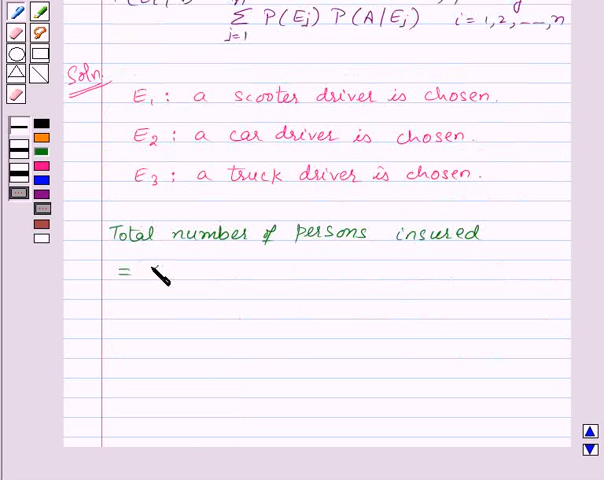 ∑ P(Ej) P(A/Ej) i = 1, 2, ---, n
j=1
Soln.
E1 : a scooter driver is chosen.
E2 : a car driver is chosen.
E3 : a truck driver is chosen.
Total number of persons insured
=